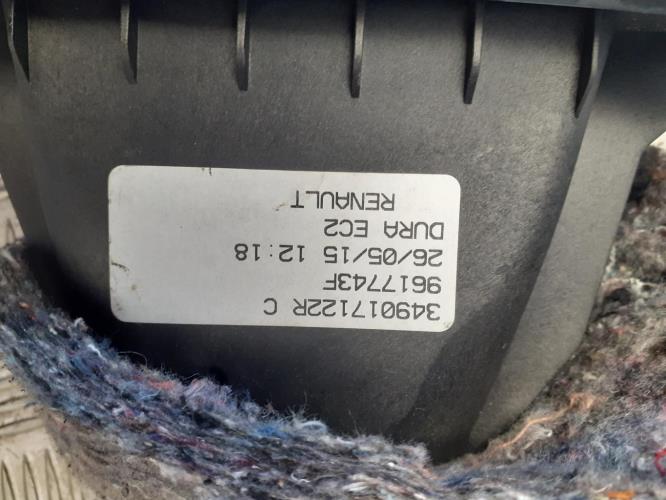 349017122R C
9617743F
26/05/15 12:18
DURA EC2
RENAULT